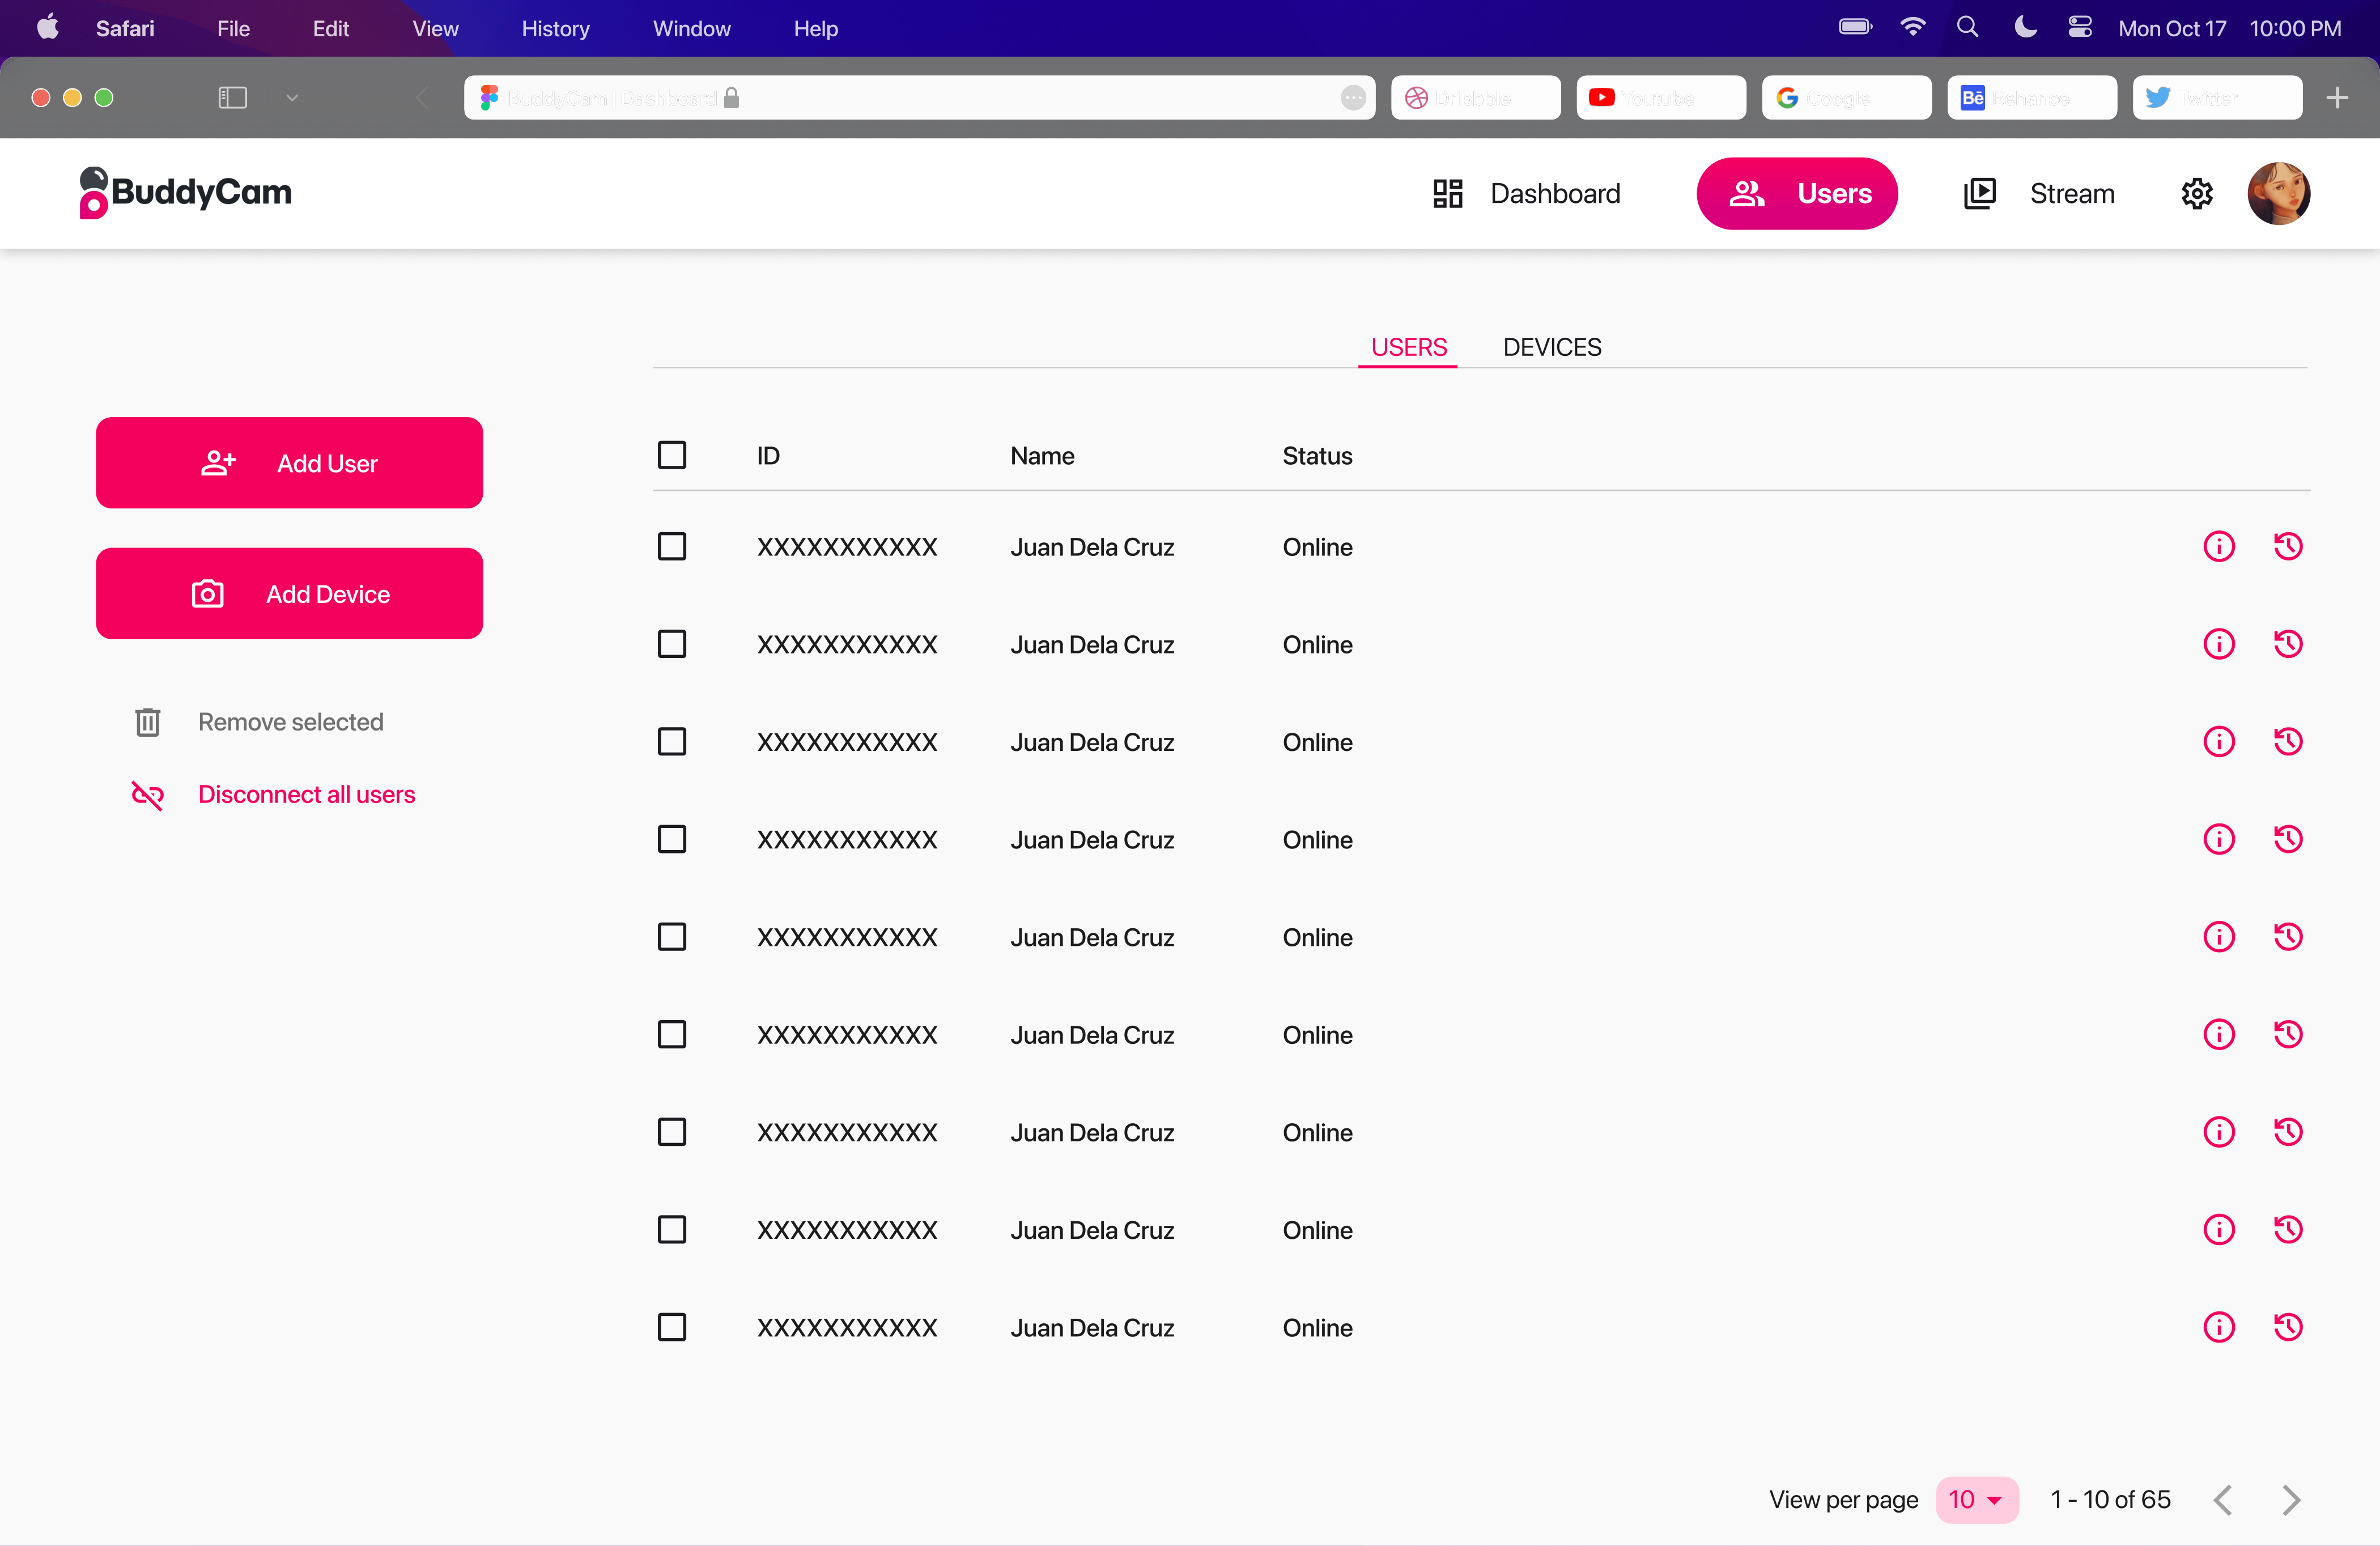 Safari File Edit View History Window Help Mon Oct 17 10:00 PM
BuddyCam | Dashboard Dribbble Youtube Google Bē Behance Twitter
BuddyCam Dashboard Users Stream
USERS DEVICES
Add User
Add Device
Remove selected
Disconnect all users
ID Name Status
XXXXXXXXXXX Juan Dela Cruz Online
XXXXXXXXXXX Juan Dela Cruz Online
XXXXXXXXXXX Juan Dela Cruz Online
XXXXXXXXXXX Juan Dela Cruz Online
XXXXXXXXXXX Juan Dela Cruz Online
XXXXXXXXXXX Juan Dela Cruz Online
XXXXXXXXXXX Juan Dela Cruz Online
XXXXXXXXXXX Juan Dela Cruz Online
XXXXXXXXXXX Juan Dela Cruz Online
View per page 10 1 - 10 of 65